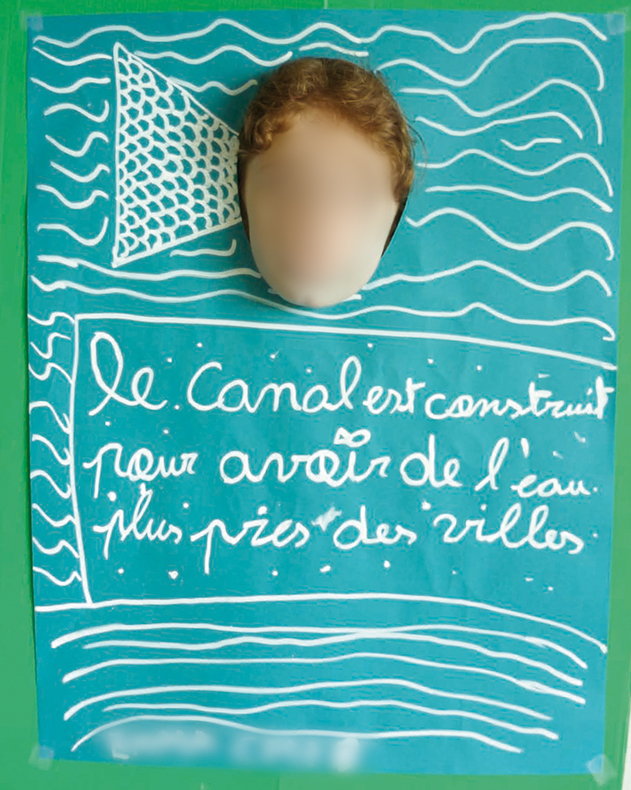 le canal est construit
pour avoir de l'eau
plus près des villes